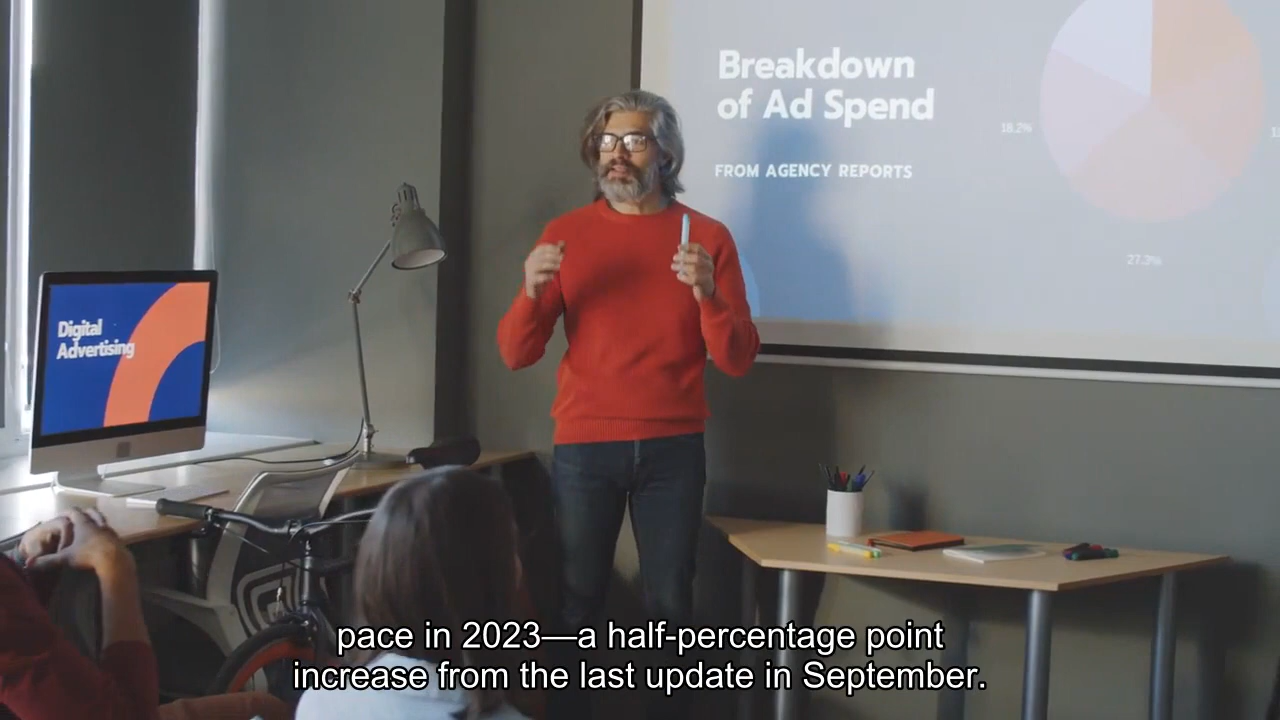 Breakdown
of Ad Spend
FROM AGENCY REPORTS
18.2%
27.3%
Digital
Advertising
pace in 2023—a half-percentage point
increase from the last update in September.